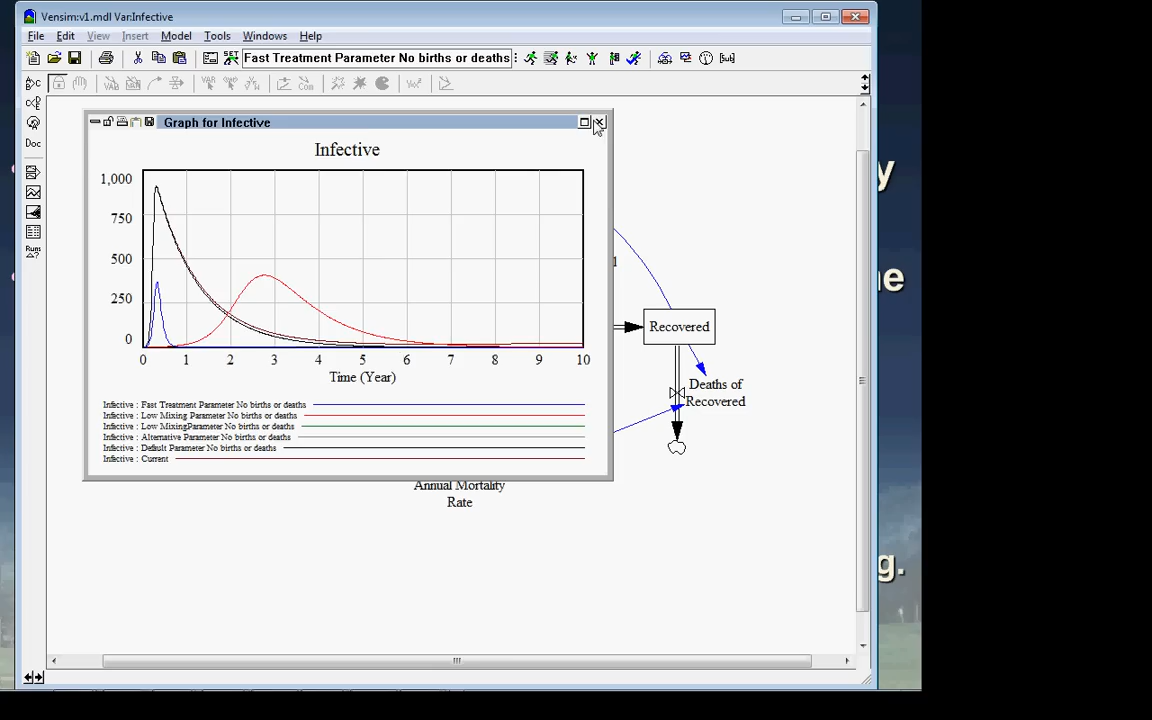 Vensim:v1.mdl Var:Infective
File Edit View Insert Model Tools Windows Help
SET Fast Treatment Parameter No births or deaths
Doc
Runs
Graph for Infective
Infective
1,000
750
500
250
0
0 1 2 3 4 5 6 7 8 9 10
Time (Year)
Infective : Fast Treatment Parameter No births or deaths
Infective : Low Mixing Parameter No births or deaths
Infective : Low MixingParameter No births or deaths
Infective : Alternative Parameter No births or deaths
Infective : Default Parameter No births or deaths
Infective : Current
Recovered
Deaths of
Recovered
Annual Mortality
Rate
y
ne
g.